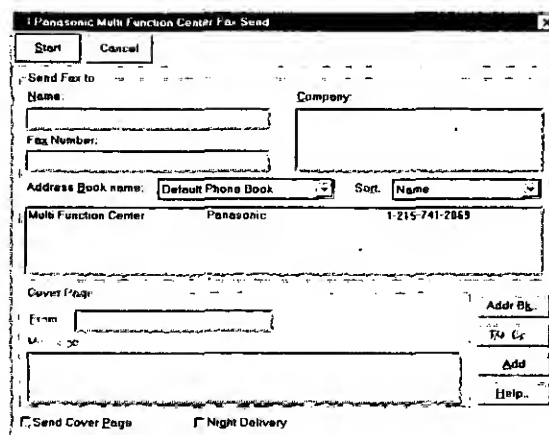 Panasonic Multi Function Center Fax Send
Start Cancel
Send Fax to
Name: Company:
Fax Number:
Address Book name: Default Phone Book Sort: Name
Multi Function Center Panasonic 1-215-741-2869
Cover Page
Addr Bk..
From
Add
Help..
Send Cover Page Night Delivery